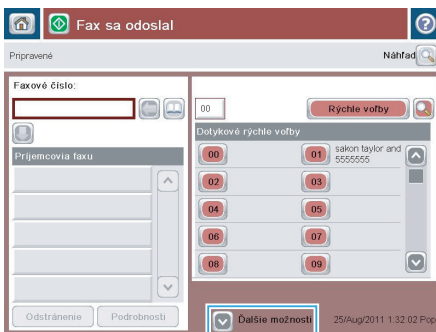 Fax sa odoslal
Pripravené
Náhľad
Faxové číslo:
00
Rýchle voľby
Dotykové rýchle voľby
Príjemcovia faxu
00
01
sakon taylor and
5555555
02
03
04
05
06
07
08
09
Odstránenie
Podrobnosti
Ďalšie možnosti
25/Aug/2011 1:32:02 Pop